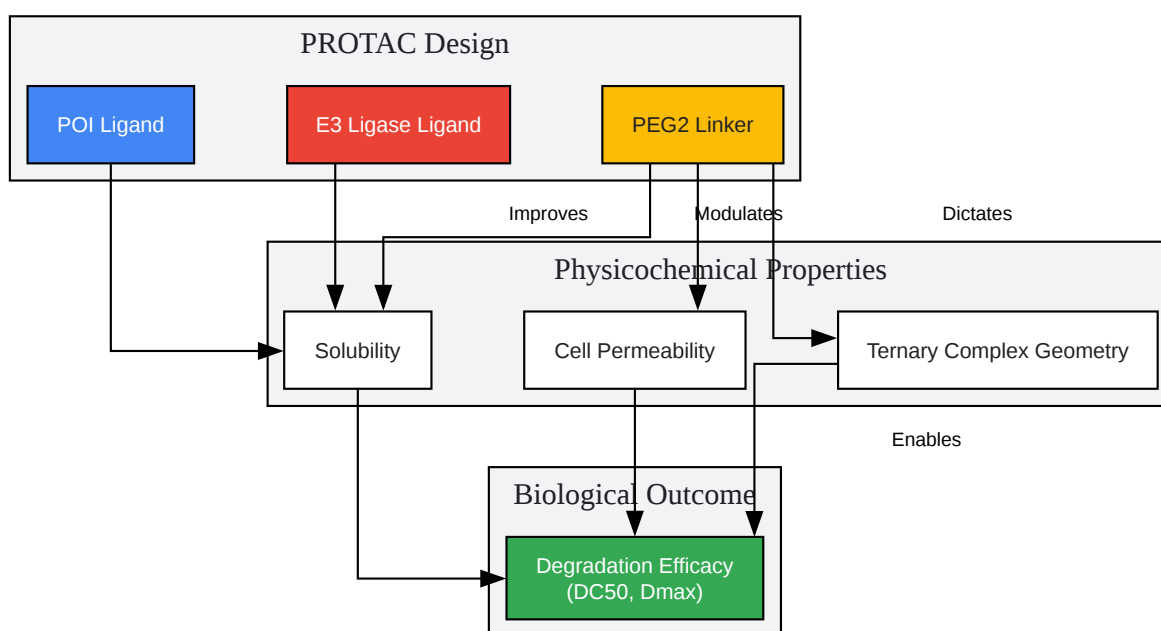 PROTAC Design
POI Ligand
E3 Ligase Ligand
PEG2 Linker
Improves
Modulates
Dictates
Physicochemical Properties
Solubility
Cell Permeability
Ternary Complex Geometry
Enables
Biological Outcome
Degradation Efficacy
(DC50, Dmax)